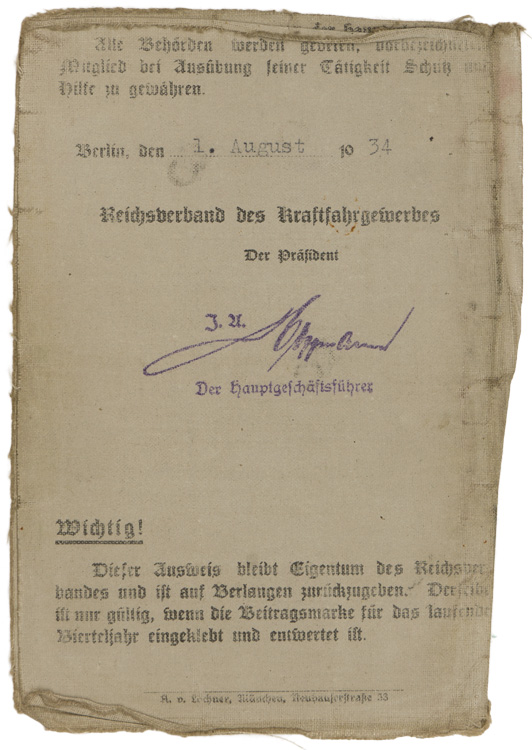 Alle Behörden werden gebeten, vorbezeichnetem
Mitglied bei Ausübung seiner Tätigkeit Schutz und
Hilfe zu gewähren.
Berlin, den 1. August 19 34
Reichsverband des Kraftfahrgewerbes
Der Präsident
J. A.
Der Hauptgeschäftsführer
Wichtig!
Dieser Ausweis bleibt Eigentum des Reichsver-
bandes und ist auf Verlangen zurückzugeben. Derselbe
ist nur gültig, wenn die Beitragsmarke für das laufende
Vierteljahr eingeklebt und entwertet ist.
A. v. Lochner, München, Neuhauserstraße 33